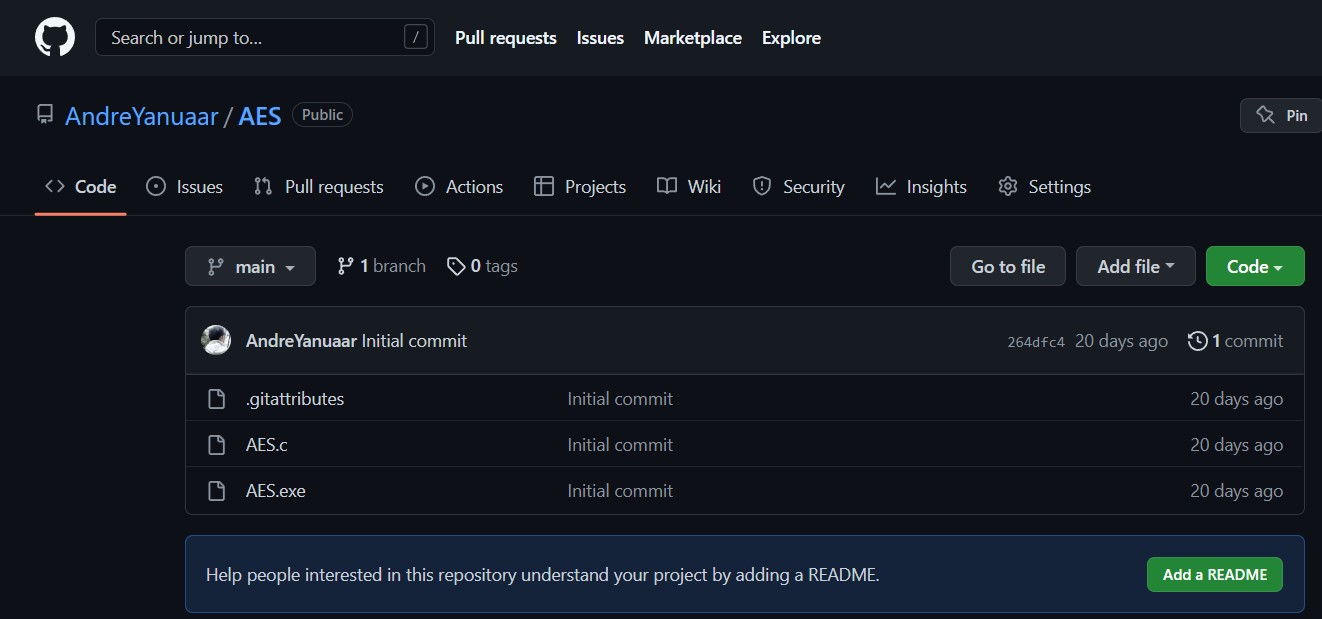 Search or jump to... / Pull requests Issues Marketplace Explore
AndreYanuaar / AES Public Pin
Code Issues Pull requests Actions Projects Wiki Security Insights Settings
main 1 branch 0 tags Go to file Add file Code
AndreYanuaar Initial commit 264dfc4 20 days ago 1 commit
.gitattributes Initial commit 20 days ago
AES.c Initial commit 20 days ago
AES.exe Initial commit 20 days ago
Help people interested in this repository understand your project by adding a README. Add a README